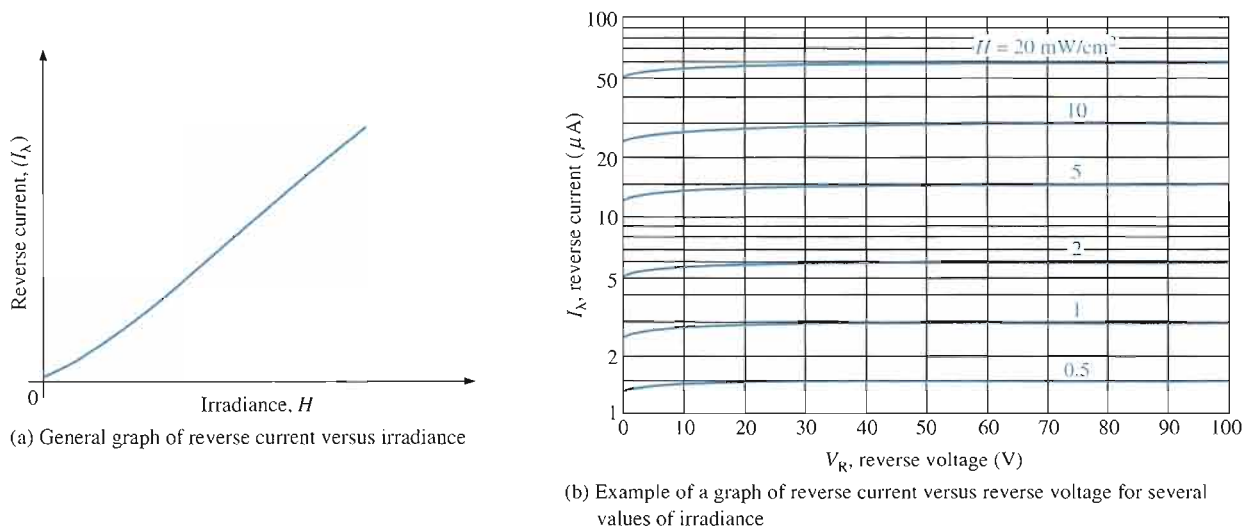 Reverse current, (Iλ)
0
Irradiance, H
(a) General graph of reverse current versus irradiance
Iλ, reverse current (μA)
100
50
20
10
5
2
1
H = 20 mW/cm²
10
5
2
1
0.5
0 10 20 30 40 50 60 70 80 90 100
VR, reverse voltage (V)
(b) Example of a graph of reverse current versus reverse voltage for several
values of irradiance